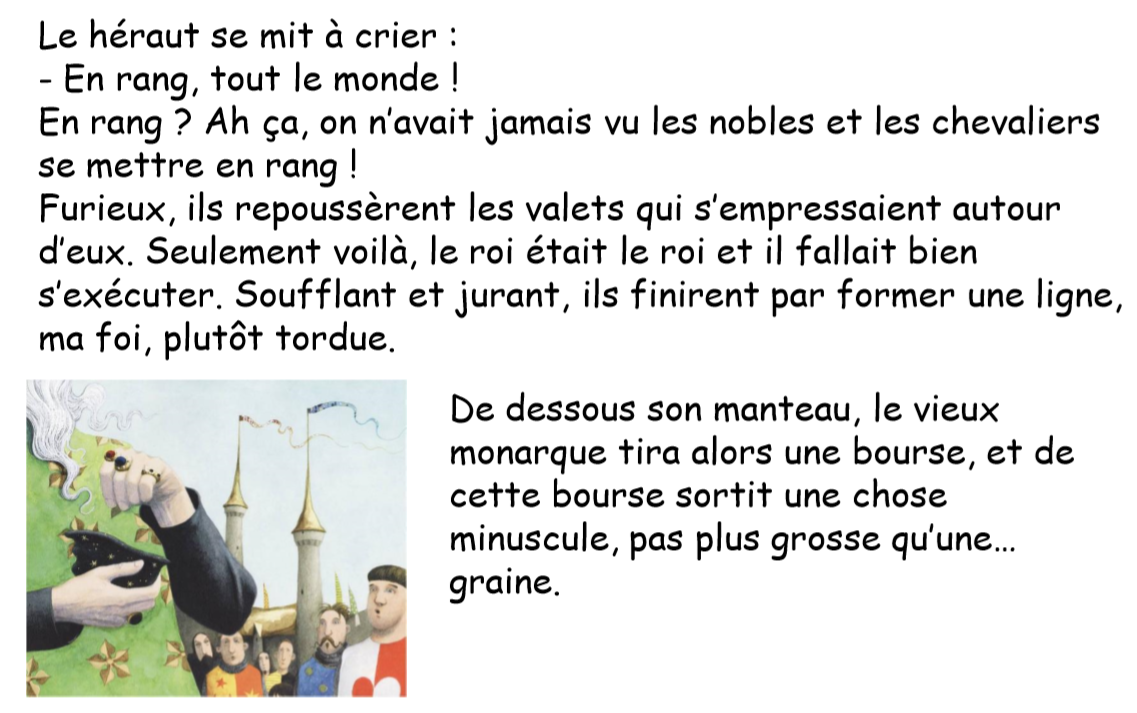 Le héraut se mit à crier :
- En rang, tout le monde !
En rang ? Ah ça, on n'avait jamais vu les nobles et les chevaliers
se mettre en rang !
Furieux, ils repoussèrent les valets qui s'empressaient autour
d'eux. Seulement voilà, le roi était le roi et il fallait bien
s'exécuter. Soufflant et jurant, ils finirent par former une ligne,
ma foi, plutôt tordue.
De dessous son manteau, le vieux
monarque tira alors une bourse, et de
cette bourse sortit une chose
minuscule, pas plus grosse qu'une...
graine.